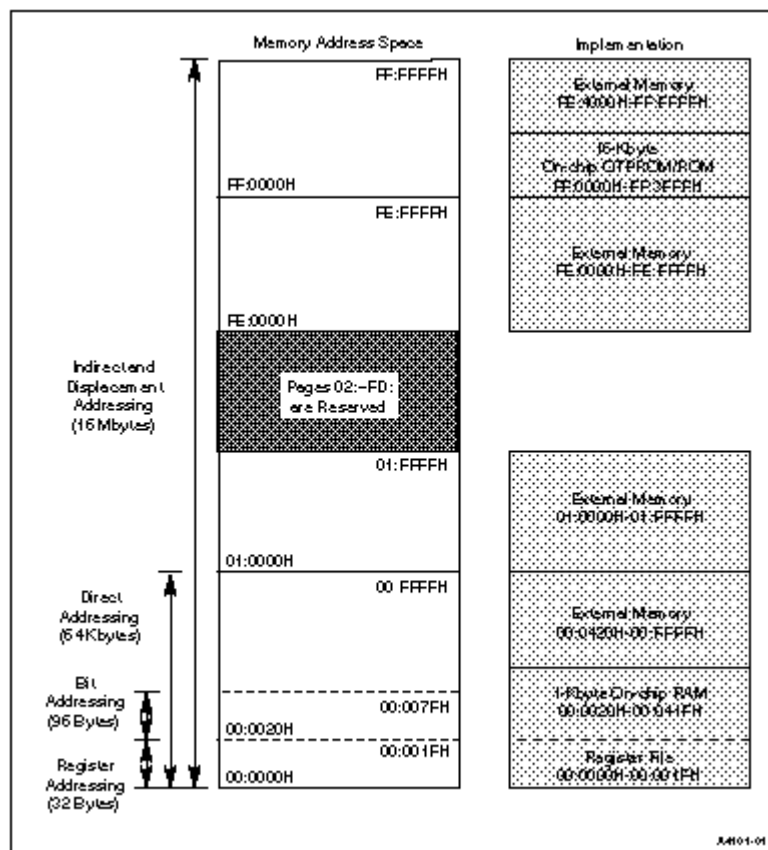 Memory Address Space
Implementation
FF:FFFFH
FF:0000H
FE:FFFFH
FE:0000H
Pages 02:–FD:
are Reserved
01:FFFFH
01:0000H
00 FFFFH
00:007FH
00:0020H
00:001FH
00:0000H
Indirect and
Displacement
Addressing
(16 Mbytes)
Direct
Addressing
(64 Kbytes)
Bit
Addressing
(96 Bytes)
Register
Addressing
(32 Bytes)
External Memory
FE:4000H-FF:FFFFH
16-Kbyte
On-chip OTPROM/ROM
FF:0000H-FF:3FFFH
External Memory
FE:0000H-FE:FFFFH
External Memory
01:0000H-01:FFFFH
External Memory
00:0420H-00:FFFFH
1-Kbyte On-chip RAM
00:0020H-00:041FH
Register File
00:0000H-00:001FH
A4101-01